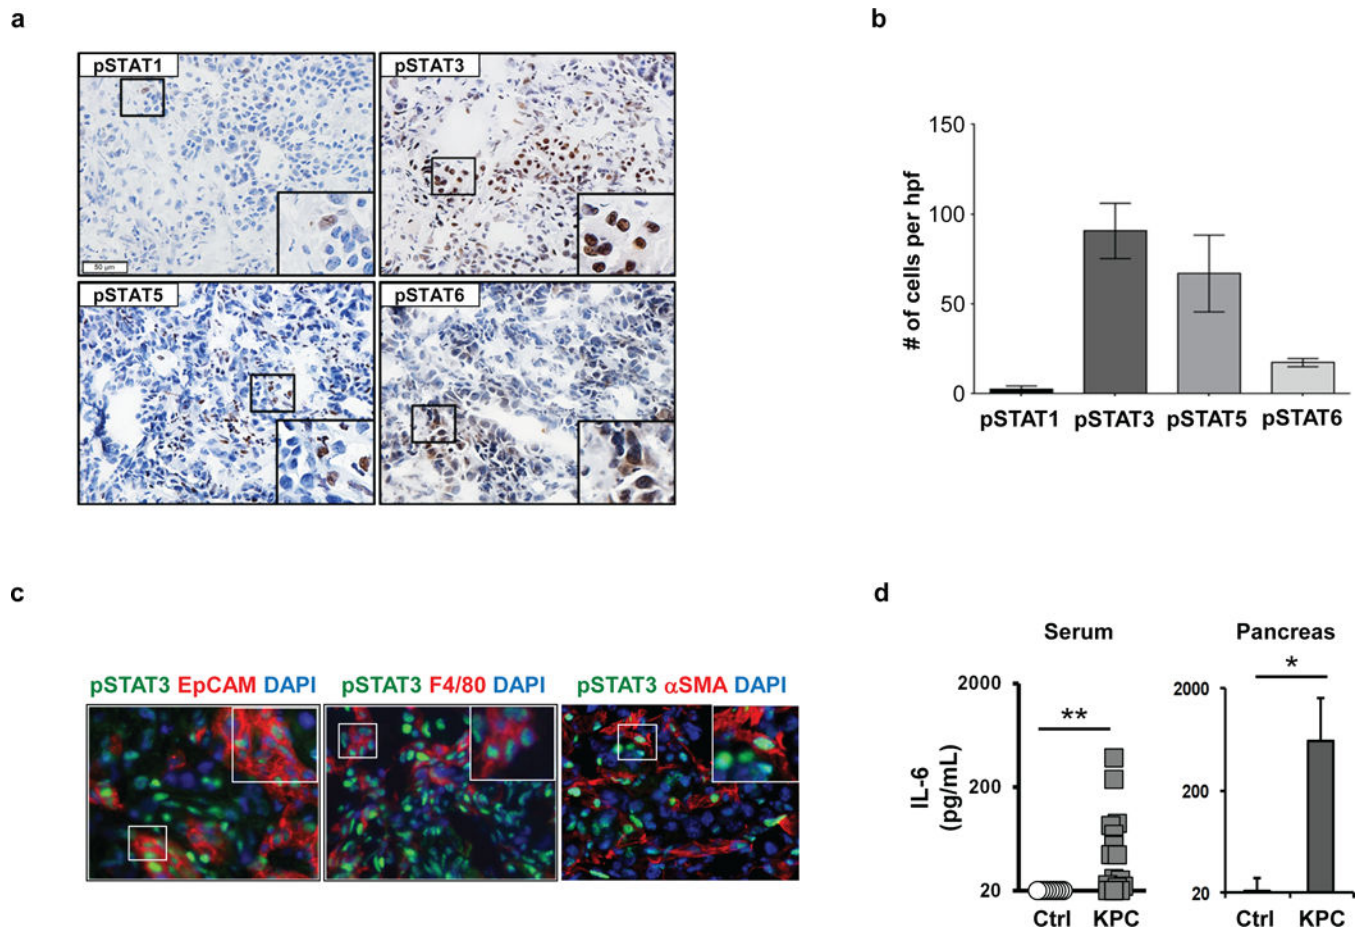 a
pSTAT1
pSTAT3
50 µm
pSTAT5
pSTAT6
b
# of cells per hpf
150
100
50
0
pSTAT1 pSTAT3 pSTAT5 pSTAT6
c
pSTAT3 EpCAM DAPI
pSTAT3 F4/80 DAPI
pSTAT3 αSMA DAPI
d
Serum
IL-6
(pg/mL)
2000
200
20
**
Ctrl KPC
Pancreas
2000
200
20
*
Ctrl KPC